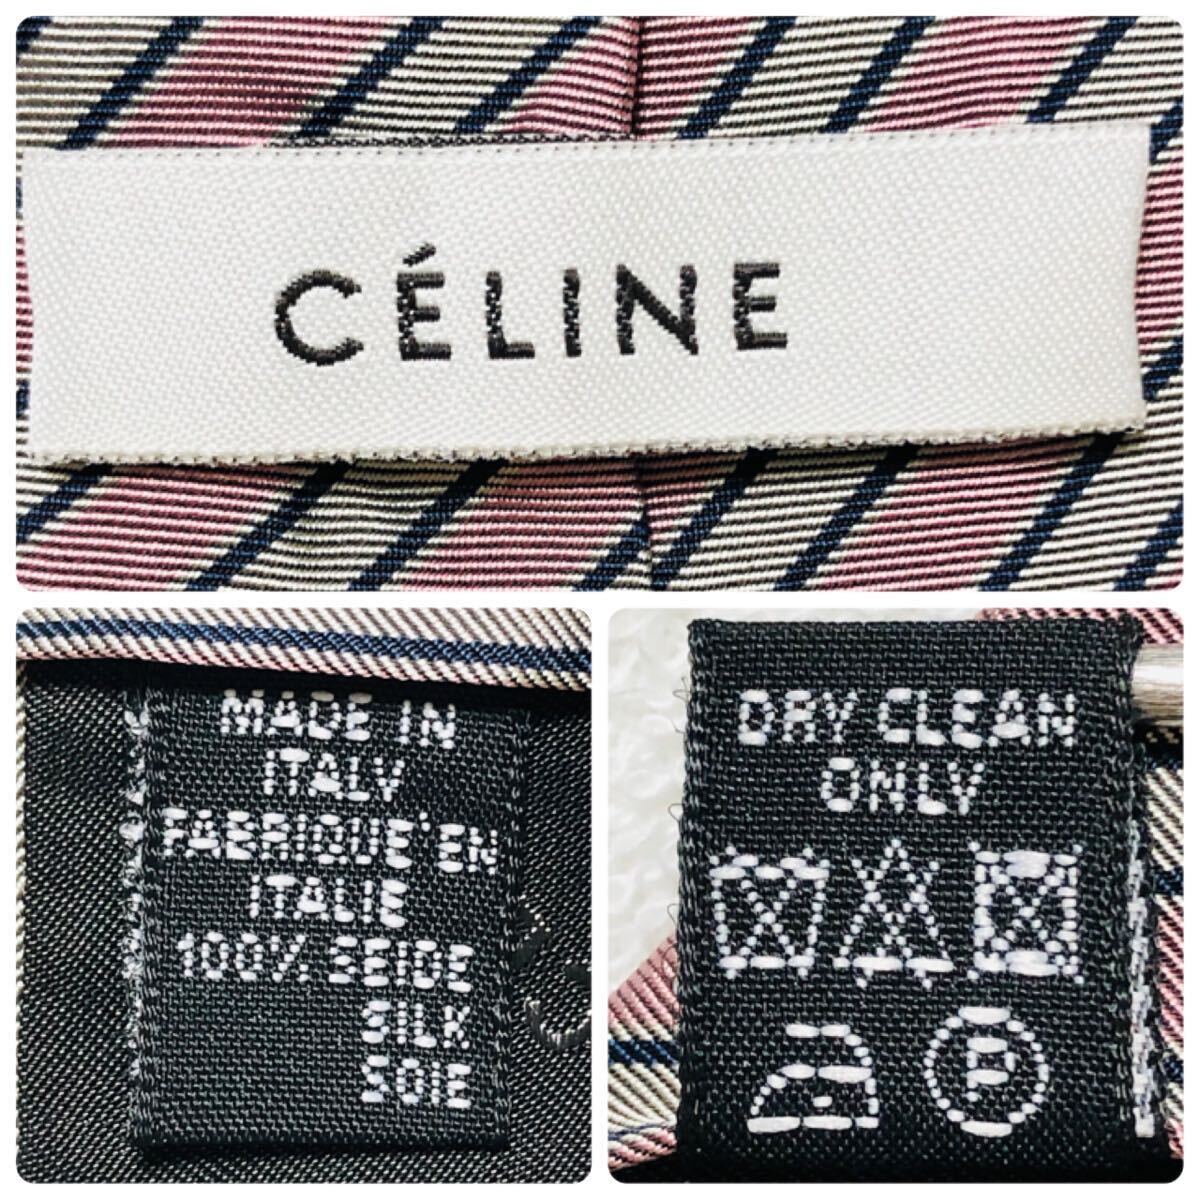 CÉLINE
MADE IN
ITALY
FABRIQUE'EN
ITALIE
100% SEIDE
SILK
SOIE
DRY CLEAN
ONLY
P